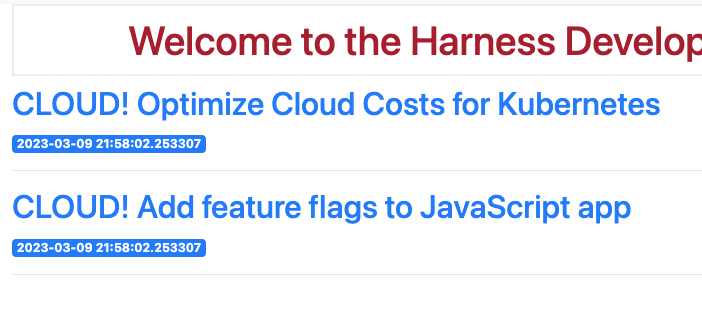 Welcome to the Harness Develop
CLOUD! Optimize Cloud Costs for Kubernetes
2023-03-09 21:58:02.253307
CLOUD! Add feature flags to JavaScript app
2023-03-09 21:58:02.253307